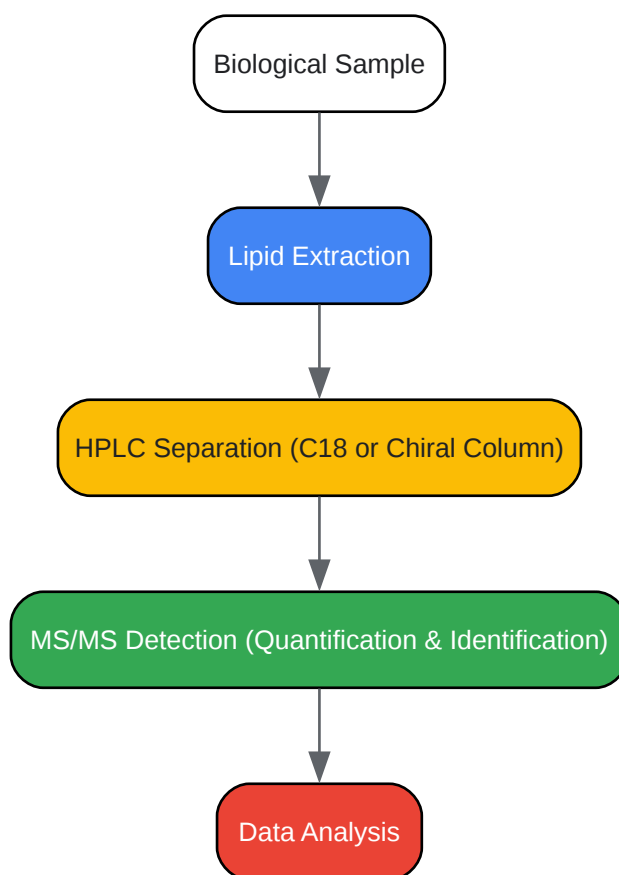 Biological Sample
Lipid Extraction
HPLC Separation (C18 or Chiral Column)
MS/MS Detection (Quantification & Identification)
Data Analysis